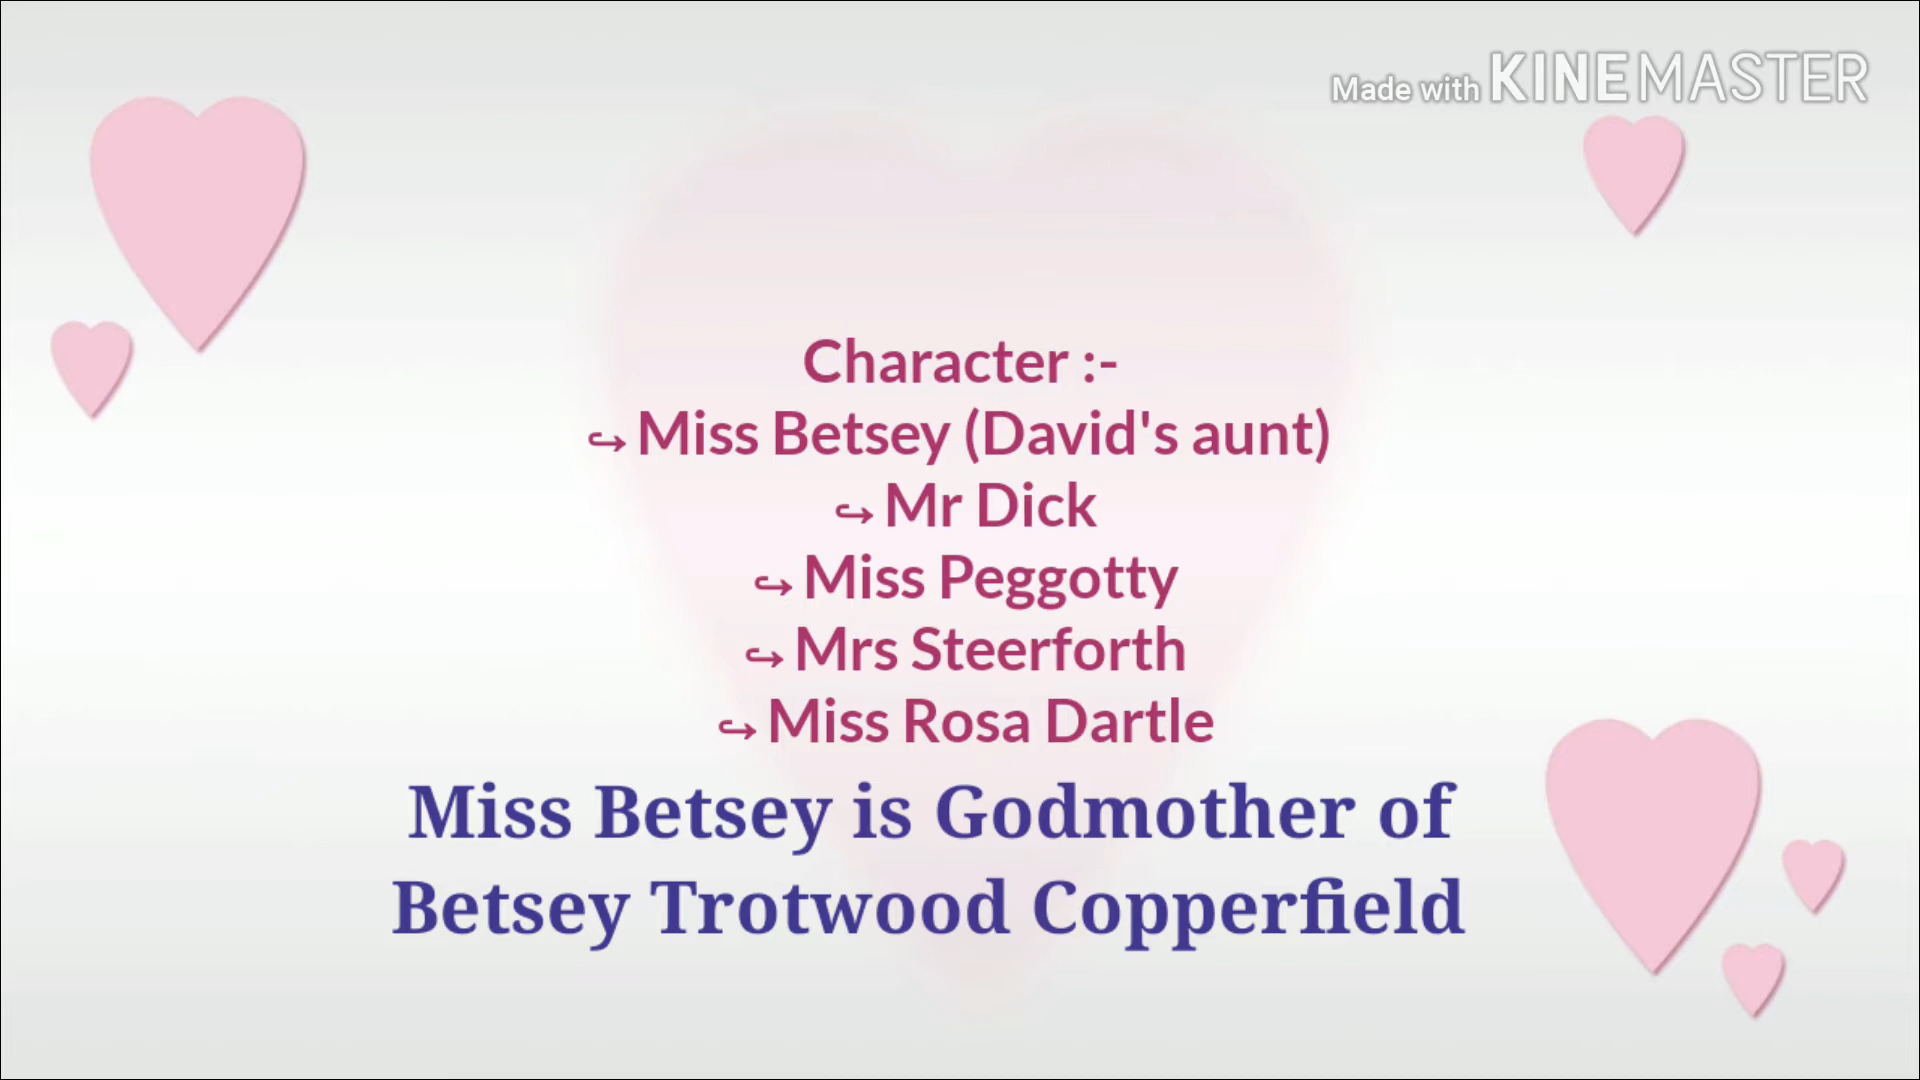 Made with KINEMASTER
Character :-
↪ Miss Betsey (David's aunt)
↪ Mr Dick
↪ Miss Peggotty
↪ Mrs Steerforth
↪ Miss Rosa Dartle
Miss Betsey is Godmother of
Betsey Trotwood Copperfield